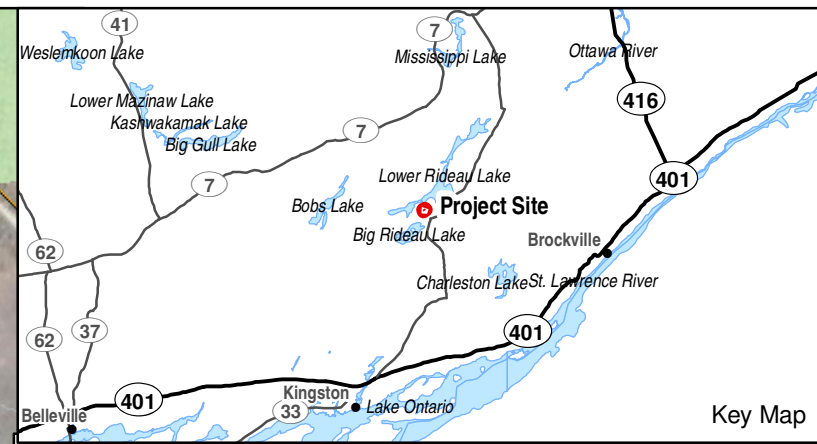 41
7
Weslemkoon Lake
Mississippi Lake
Ottawa River
Lower Mazinaw Lake
416
Kashwakamak Lake
7
Big Gull Lake
Lower Rideau Lake
401
7
Bobs Lake
Project Site
Big Rideau Lake
Brockville
62
Charleston Lake
St. Lawrence River
62
37
401
Kingston
401
33
Lake Ontario
Belleville
Key Map